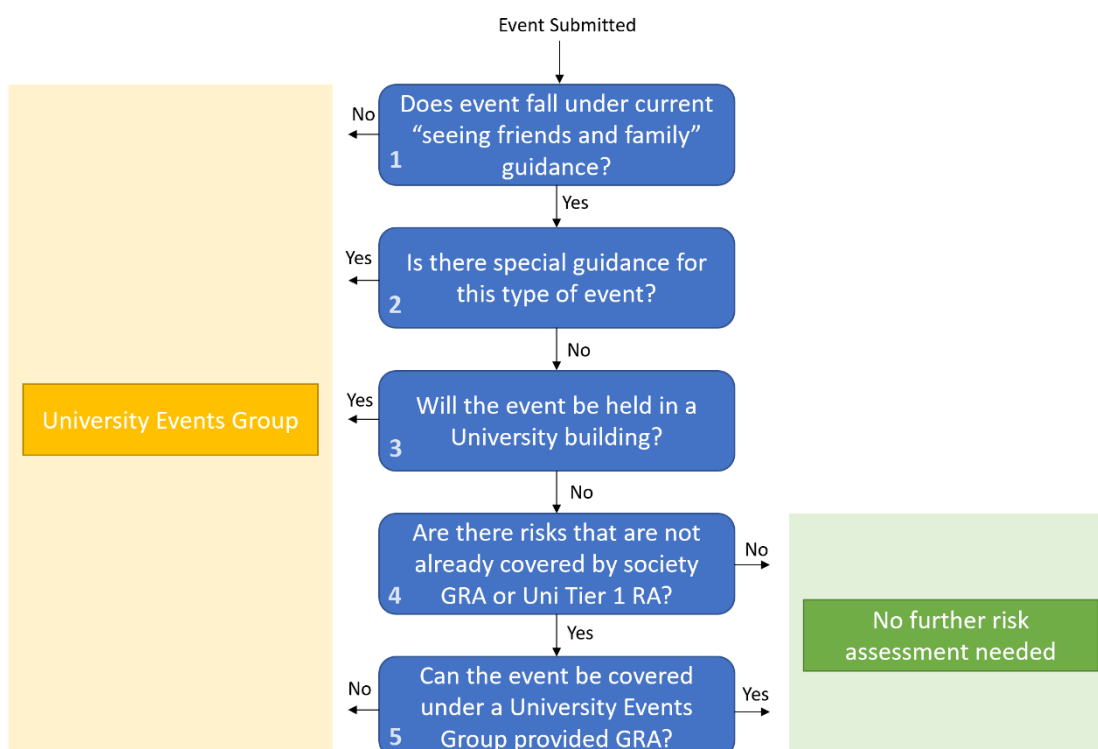 Event Submitted
Does event fall under current
“seeing friends and family”
guidance?
1
No
Yes
Is there special guidance for
this type of event?
2
Yes
No
University Events Group
Will the event be held in a
University building?
3
Yes
No
Are there risks that are not
already covered by society
GRA or Uni Tier 1 RA?
4
No
Yes
No further risk
assessment needed
Can the event be covered
under a University Events
Group provided GRA?
5
No
Yes